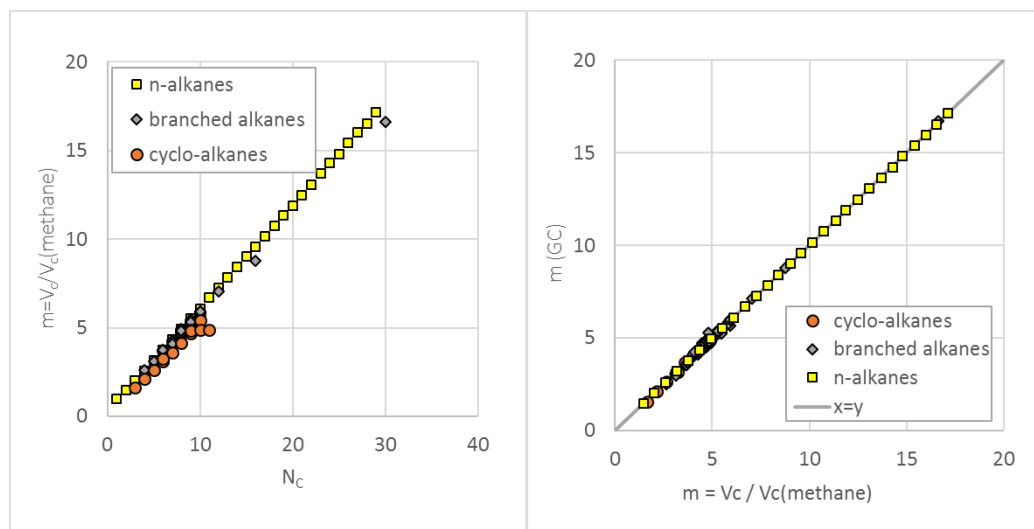 20
15
10
5
0
m=Vc/Vc(methane)
n-alkanes
branched alkanes
cyclo-alkanes
0 10 20 30 40
NC
20
15
10
5
0
m (GC)
cyclo-alkanes
branched alkanes
n-alkanes
x=y
0 5 10 15 20
m = Vc / Vc(methane)